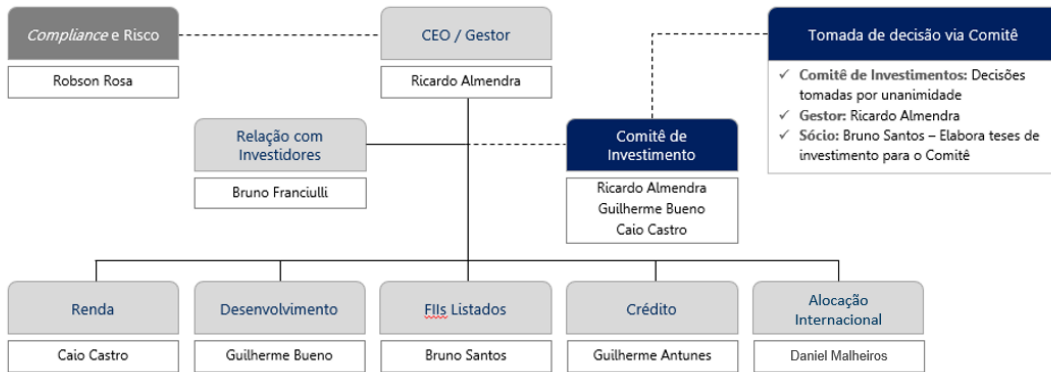 Compliance e Risco
Robson Rosa
CEO / Gestor
Ricardo Almendra
Tomada de decisão via Comitê
✓ Comitê de Investimentos: Decisões
tomadas por unanimidade
✓ Gestor: Ricardo Almendra
✓ Sócio: Bruno Santos – Elabora teses de
investimento para o Comitê
Relação com
Investidores
Bruno Franciulli
Comitê de
Investimento
Ricardo Almendra
Guilherme Bueno
Caio Castro
Renda
Caio Castro
Desenvolvimento
Guilherme Bueno
FIIs Listados
Bruno Santos
Crédito
Guilherme Antunes
Alocação
Internacional
Daniel Malheiros